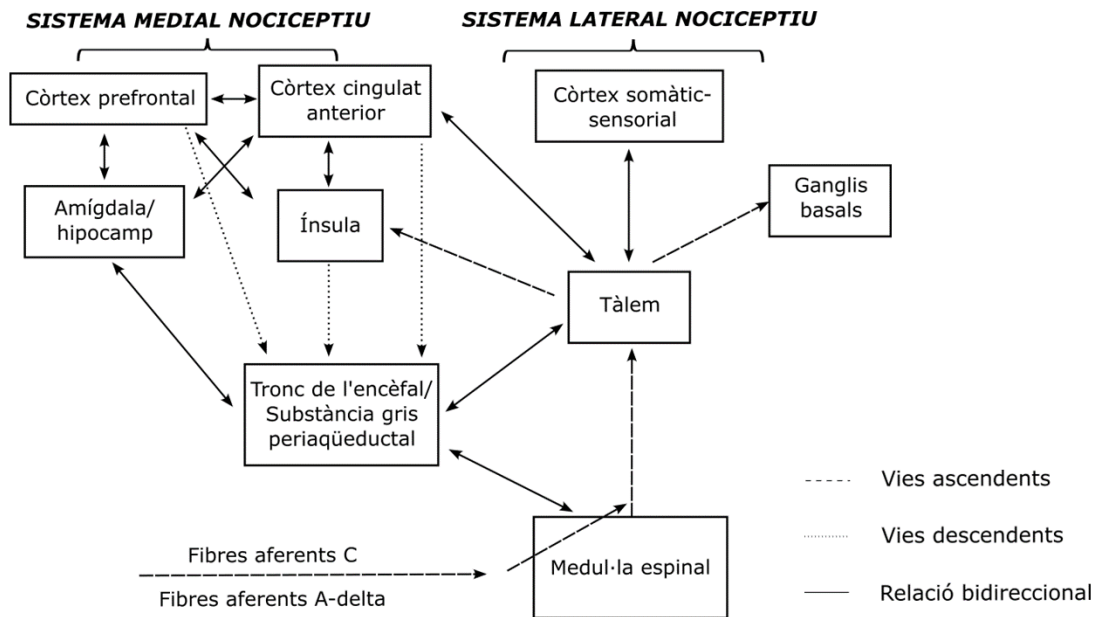 SISTEMA MEDIAL NOCICEPTIU
SISTEMA LATERAL NOCICEPTIU
Còrtex prefrontal
Còrtex cingulat
anterior
Còrtex somàtic-
sensorial
Amígdala/
hipocamp
Ínsula
Ganglis
basals
Tàlem
Tronc de l'encèfal/
Substància gris
periaqüeductal
Medul·la espinal
Fibres aferents C
Fibres aferents A-delta
Vies ascendents
Vies descendents
Relació bidireccional